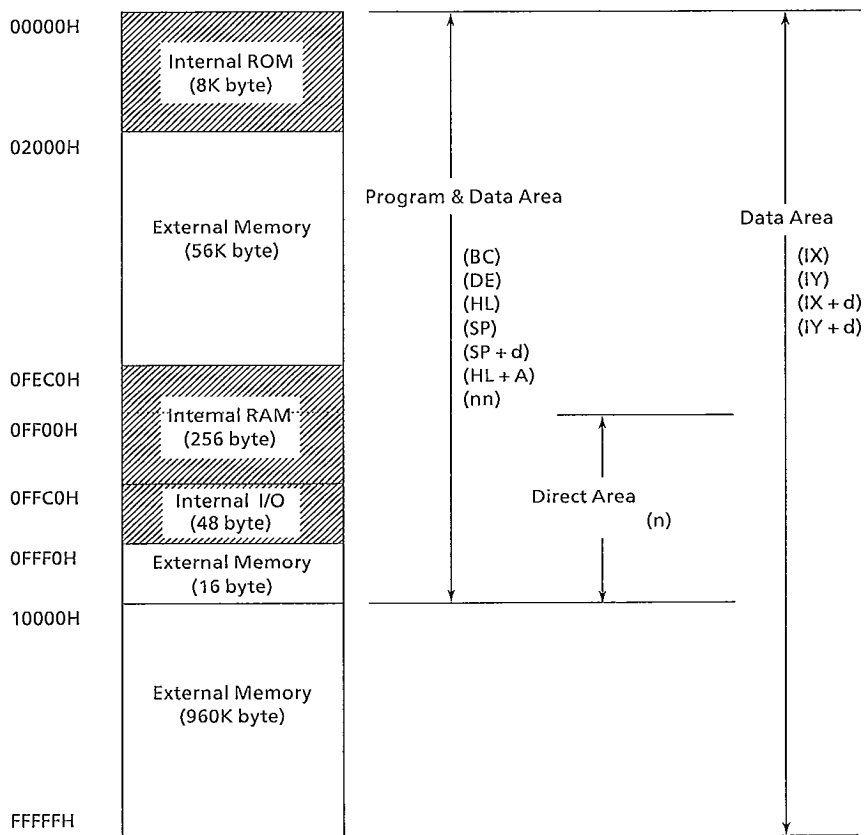 00000H
Internal ROM
(8K byte)
02000H
External Memory
(56K byte)
0FEC0H
Internal RAM
(256 byte)
0FF00H
0FFC0H
Internal I/O
(48 byte)
0FFF0H
External Memory
(16 byte)
10000H
External Memory
(960K byte)
FFFFFH
Program & Data Area
(BC)
(DE)
(HL)
(SP)
(SP + d)
(HL + A)
(nn)
Direct Area
(n)
Data Area
(IX)
(IY)
(IX + d)
(IY + d)